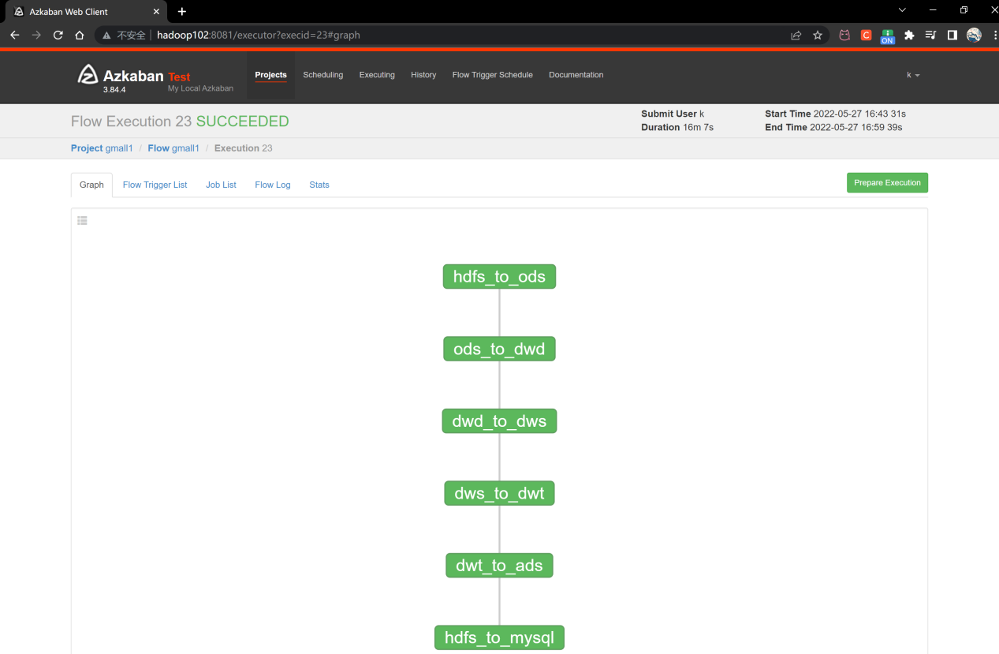 Azkaban Web Client
不安全 hadoop102:8081/executor?execid=23#graph
C
ON
Azkaban Test
3.84.4 My Local Azkaban
Projects Scheduling Executing History Flow Trigger Schedule Documentation k
Flow Execution 23 SUCCEEDED
Submit User k
Duration 16m 7s
Start Time 2022-05-27 16:43 31s
End Time 2022-05-27 16:59 39s
Project gmall1 / Flow gmall1 / Execution 23
Graph Flow Trigger List Job List Flow Log Stats
Prepare Execution
hdfs_to_ods
ods_to_dwd
dwd_to_dws
dws_to_dwt
dwt_to_ads
hdfs_to_mysql